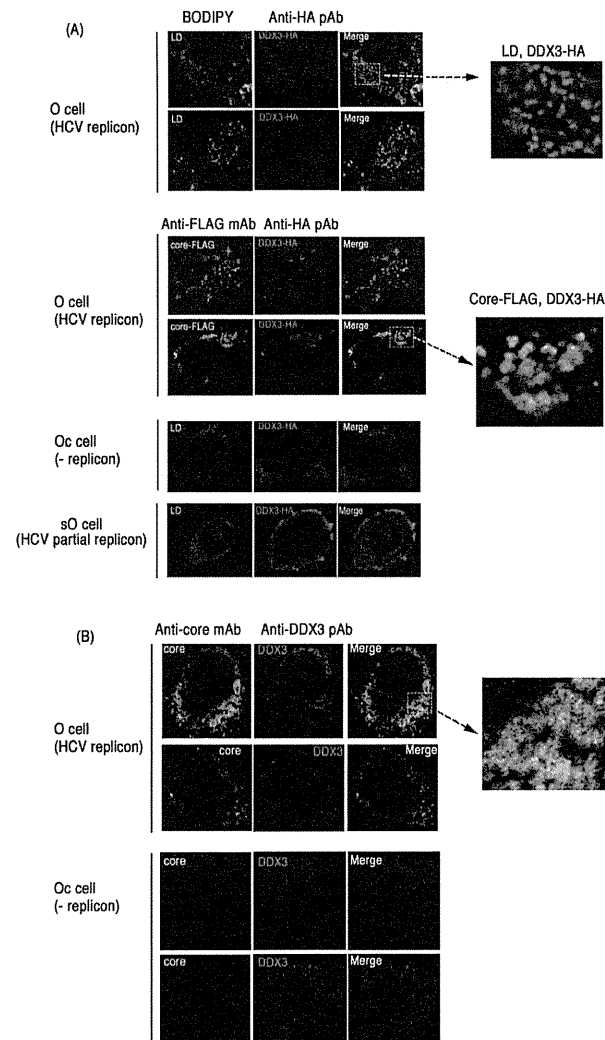 (A)
BODIPY Anti-HA pAb
LD DDX3-HA Merge
LD, DDX3-HA
O cell
(HCV replicon)
LD DDX3-HA Merge
Anti-FLAG mAb Anti-HA pAb
core-FLAG DDX3-HA Merge
O cell
(HCV replicon)
Core-FLAG, DDX3-HA
core-FLAG DDX3-HA Merge
Oc cell
(- replicon)
LD DDX3-HA Merge
sO cell
(HCV partial replicon)
LD DDX3-HA Merge
(B)
Anti-core mAb Anti-DDX3 pAb
core DDX3 Merge
O cell
(HCV replicon)
core DDX3 Merge
Oc cell
(- replicon)
core DDX3 Merge
core DDX3 Merge